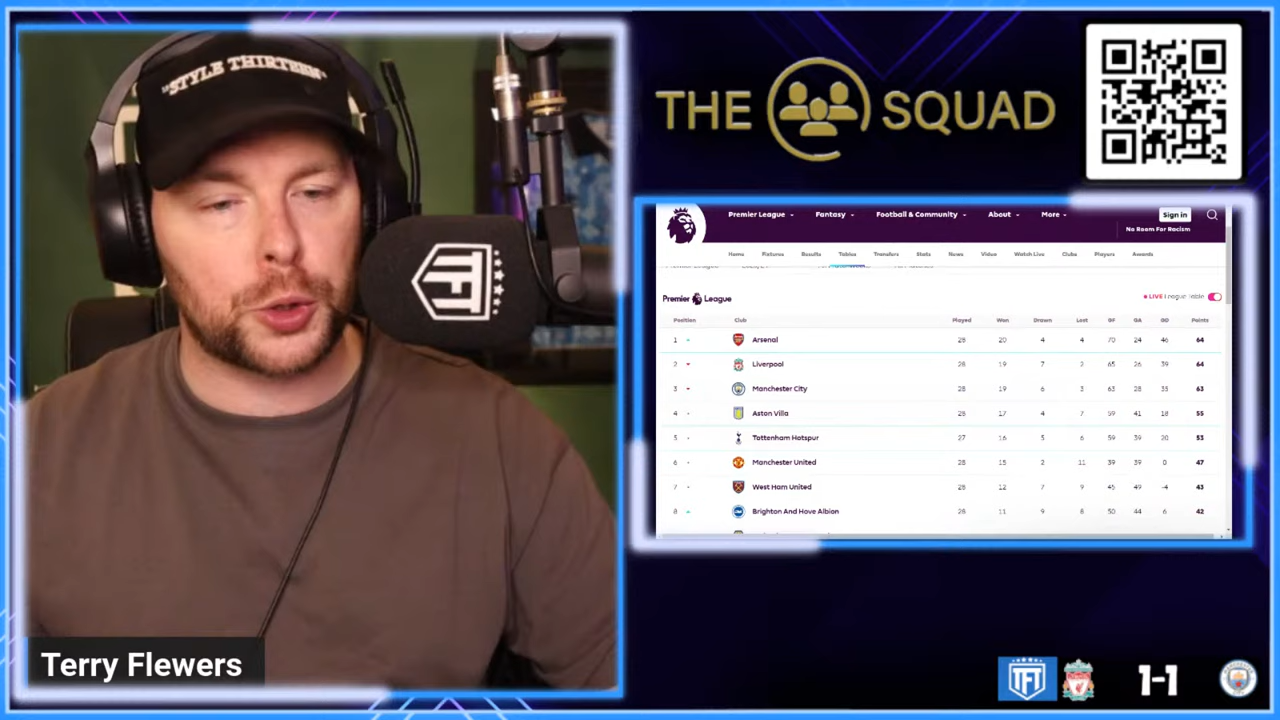 "STYLE THIRTEEN"
TFT
Terry Flewers
THE SQUAD
Premier League Fantasy Football & Community About More Sign in
No Room For Racism
Home Fixtures Results Tables Transfers Stats News Video Watch Live Clubs Players Awards
Premier League LIVE League Table
Position Club Played Won Drawn Lost GF GA GD Points
1 Arsenal 28 20 4 4 70 24 46 64
2 Liverpool 28 19 7 2 65 26 39 64
3 Manchester City 28 19 6 3 63 28 35 63
4 Aston Villa 28 17 4 7 59 41 18 55
5 Tottenham Hotspur 27 16 5 6 59 39 20 53
6 Manchester United 28 15 2 11 39 39 0 47
7 West Ham United 28 12 7 9 45 49 -4 43
8 Brighton And Hove Albion 28 11 9 8 50 44 6 42
TFT 1-1